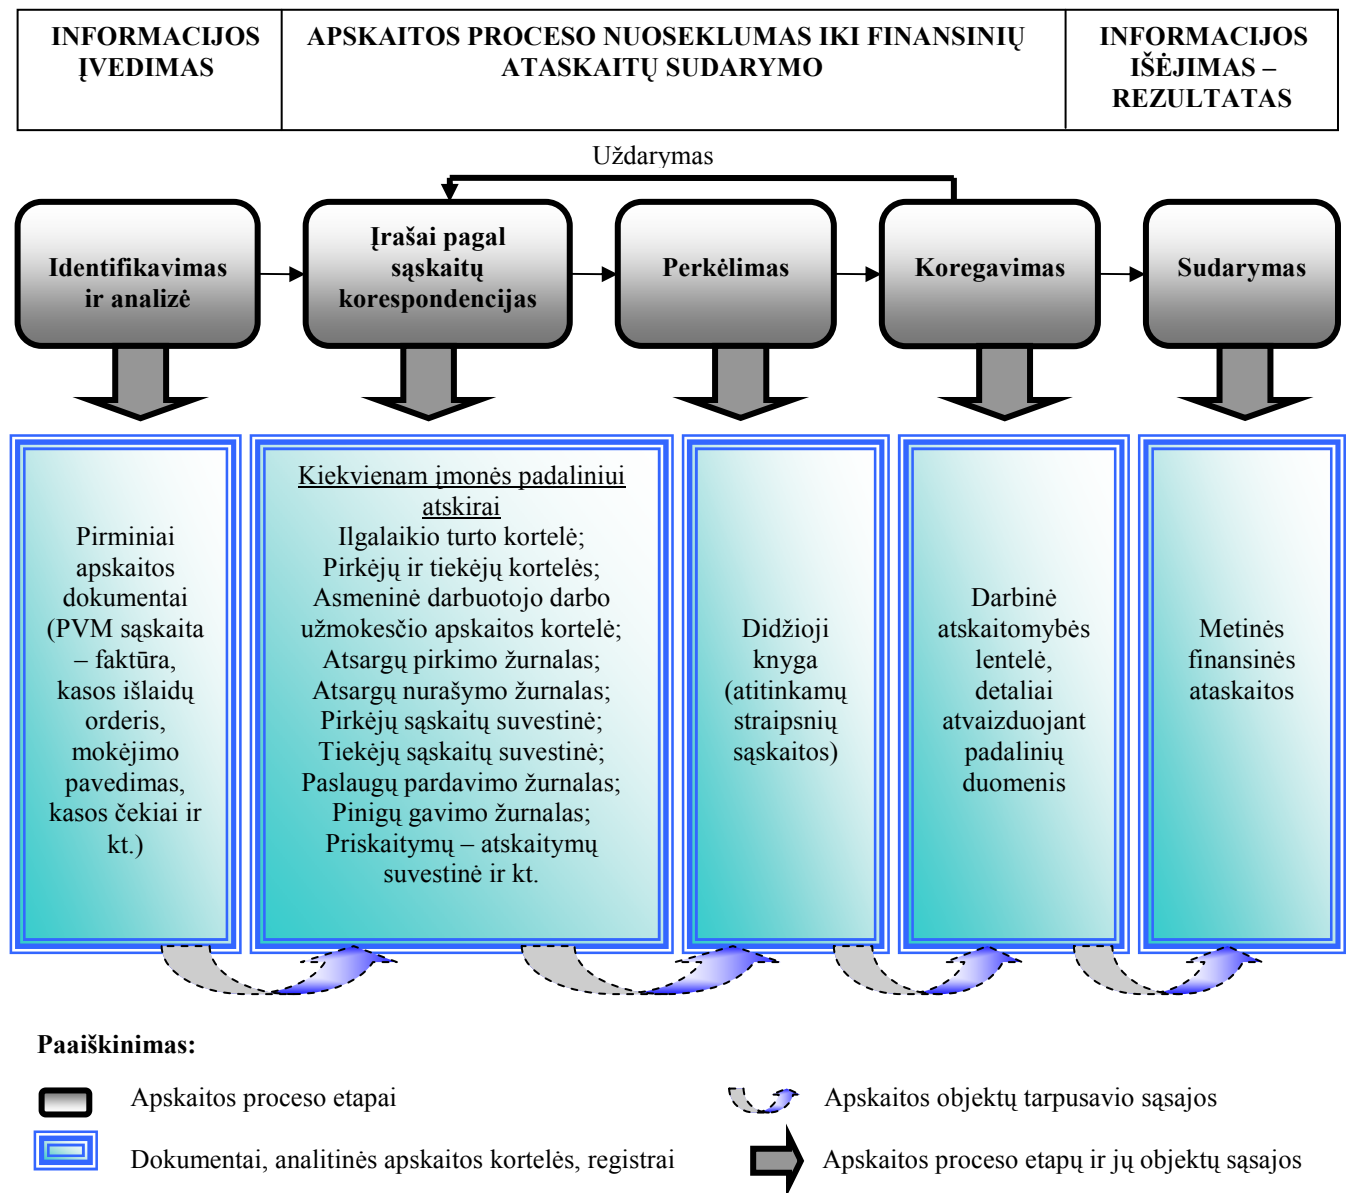 INFORMACIJOS
ĮVEDIMAS
APSKAITOS PROCESO NUOSEKLUMAS IKI FINANSINIŲ
ATASKAITŲ SUDARYMO
INFORMACIJOS
IŠĖJIMAS –
REZULTATAS
Uždarymas
Identifikavimas
ir analizė
Įrašai pagal
sąskaitų
korespondencijas
Perkėlimas
Koregavimas
Sudarymas
Pirminiai
apskaitos
dokumentai
(PVM sąskaita
– faktūra,
kasos išlaidų
orderis,
mokėjimo
pavedimas,
kasos čekiai ir
kt.)
Kiekvienam įmonės padaliniui
atskirai
Ilgalaikio turto kortelė;
Pirkėjų ir tiekėjų kortelės;
Asmeninė darbuotojo darbo
užmokesčio apskaitos kortelė;
Atsargų pirkimo žurnalas;
Atsargų nurašymo žurnalas;
Pirkėjų sąskaitų suvestinė;
Tiekėjų sąskaitų suvestinė;
Paslaugų pardavimo žurnalas;
Pinigų gavimo žurnalas;
Priskaitymų – atskaitymų
suvestinė ir kt.
Didžioji
knyga
(atitinkamų
straipsnių
sąskaitos)
Darbinė
atskaitomybės
lentelė,
detaliai
atvaizduojant
padalinių
duomenis
Metinės
finansinės
ataskaitos
Paaiškinimas:
Apskaitos proceso etapai
Apskaitos objektų tarpusavio sąsajos
Dokumentai, analitinės apskaitos kortelės, registrai
Apskaitos proceso etapų ir jų objektų sąsajos